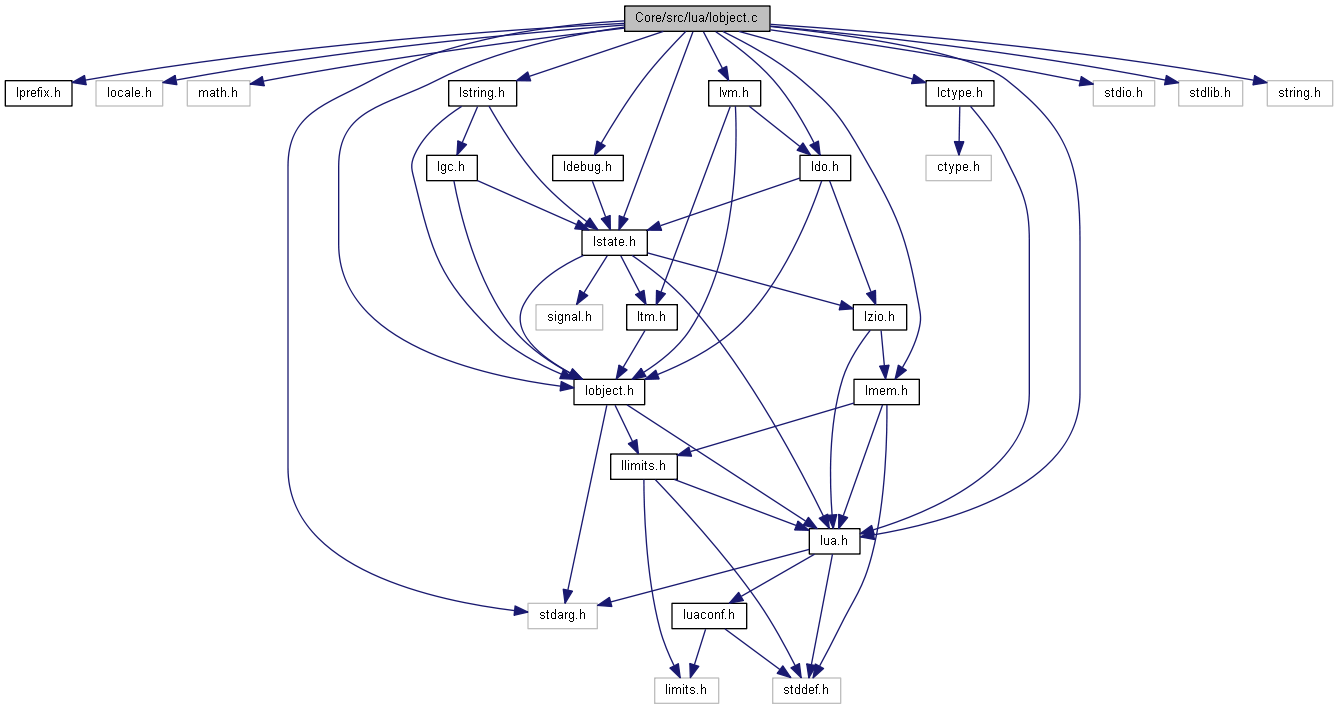 Core/src/lua/lobject.c
lprefix.h
locale.h
math.h
lstring.h
lvm.h
lctype.h
stdio.h
stdlib.h
string.h
lgc.h
ldebug.h
ldo.h
ctype.h
lstate.h
signal.h
ltm.h
lzio.h
lobject.h
lmem.h
llimits.h
lua.h
stdarg.h
luaconf.h
limits.h
stddef.h